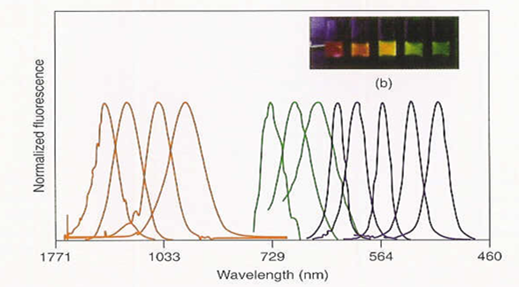 (b)
Normalized fluorescence
1771 1033 729 564 460
Wavelength (nm)